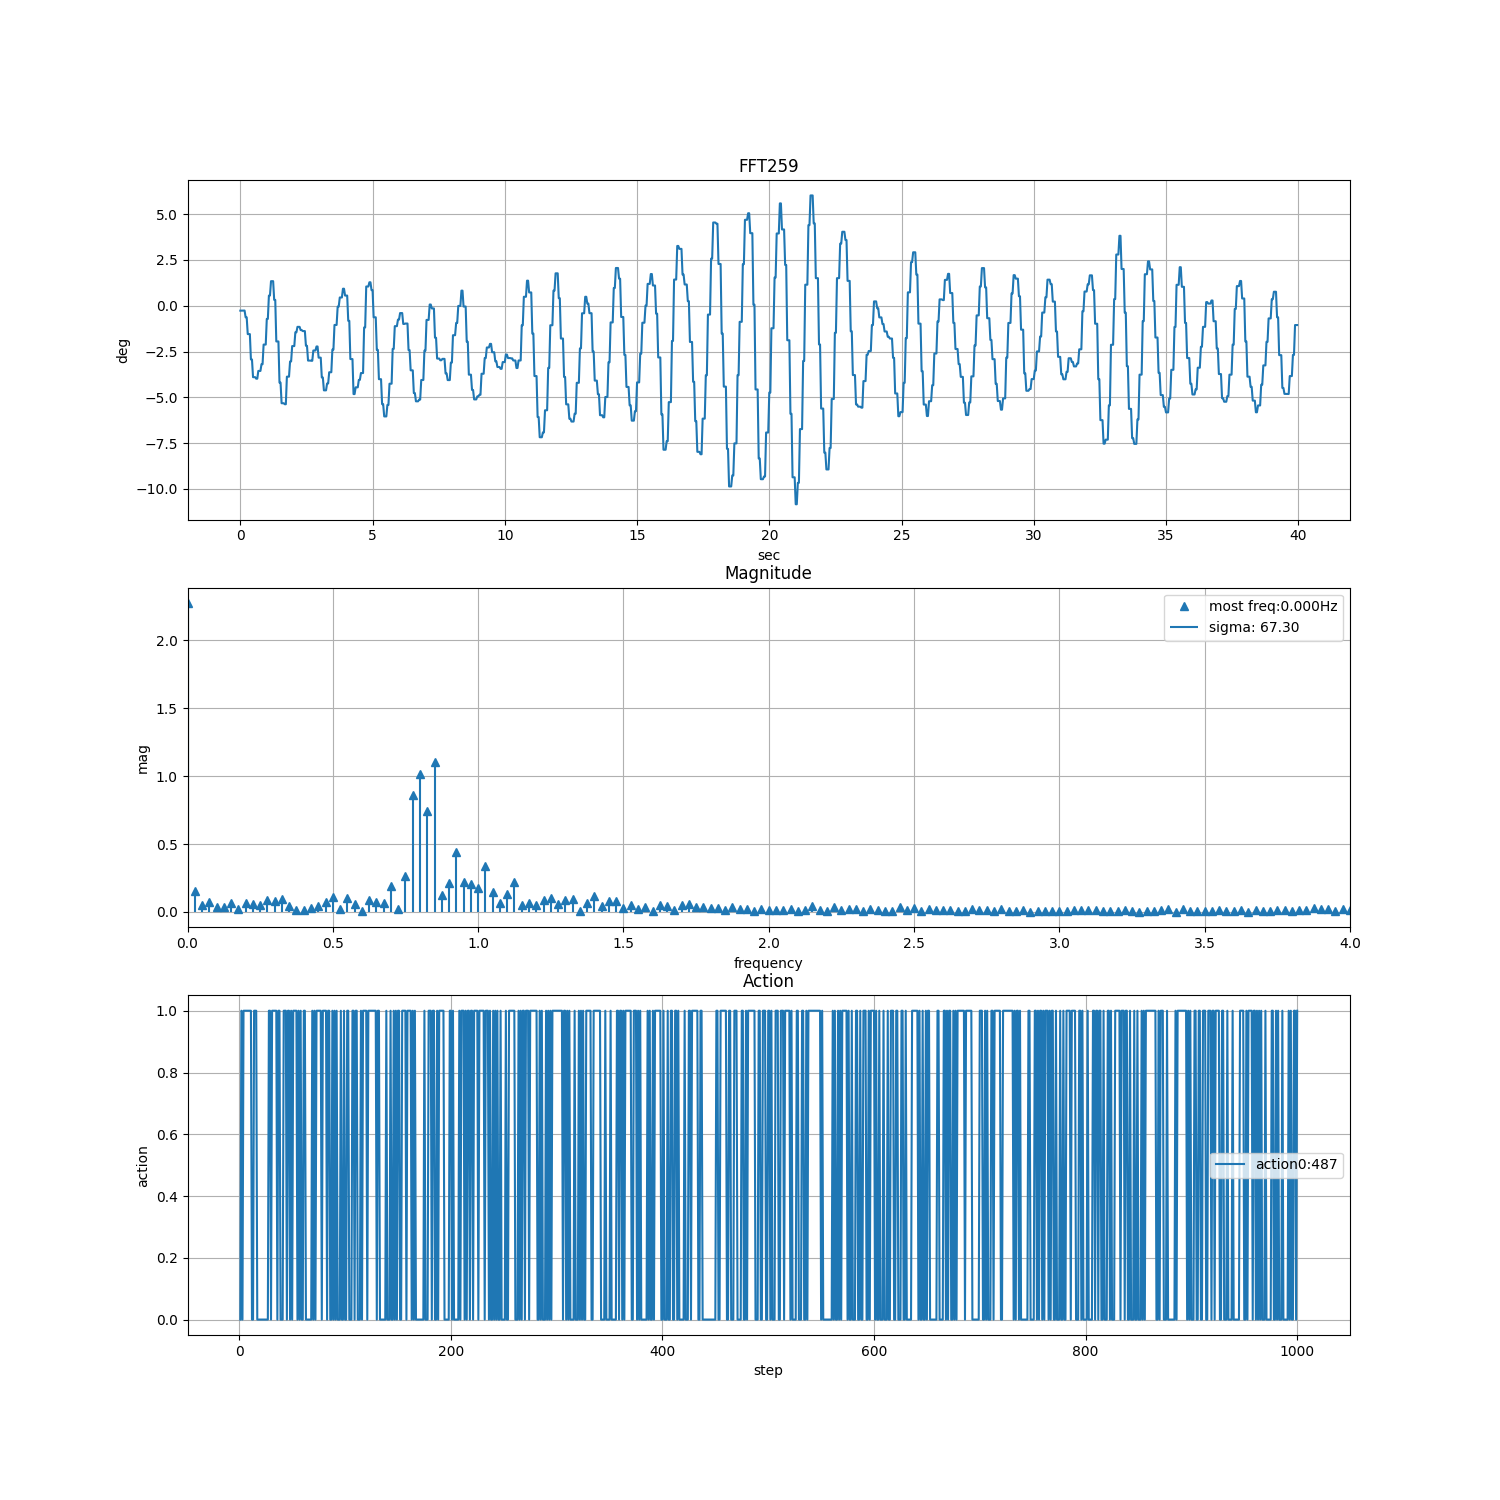 FFT259
5.0
2.5
0.0
−2.5
−5.0
−7.5
−10.0
deg
0 5 10 15 20 25 30 35 40
sec
Magnitude
most freq:0.000Hz
sigma: 67.30
2.0
1.5
1.0
0.5
0.0
mag
0.0 0.5 1.0 1.5 2.0 2.5 3.0 3.5 4.0
frequency
Action
1.0
0.8
0.6
0.4
0.2
0.0
action
action0:487
0 200 400 600 800 1000
step